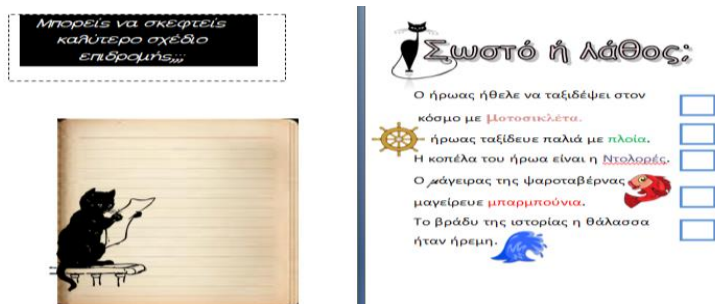 Μπορείς να σκεφτείς
καλύτερο σχέδιο
επιδρομής;;;
Σωστό ή λάθος;
Ο ήρωας ήθελε να ταξιδέψει στον
κόσμο με μοτοσικλέτα.
ήρωας ταξίδευε παλιά με πλοία.
Η κοπέλα του ήρωα είναι η Ντολορές.
Ο μάγειρας της ψαροταβέρνας
μαγείρευε μπαρμπούνια.
Το βράδυ της ιστορίας η θάλασσα
ήταν ήρεμη.